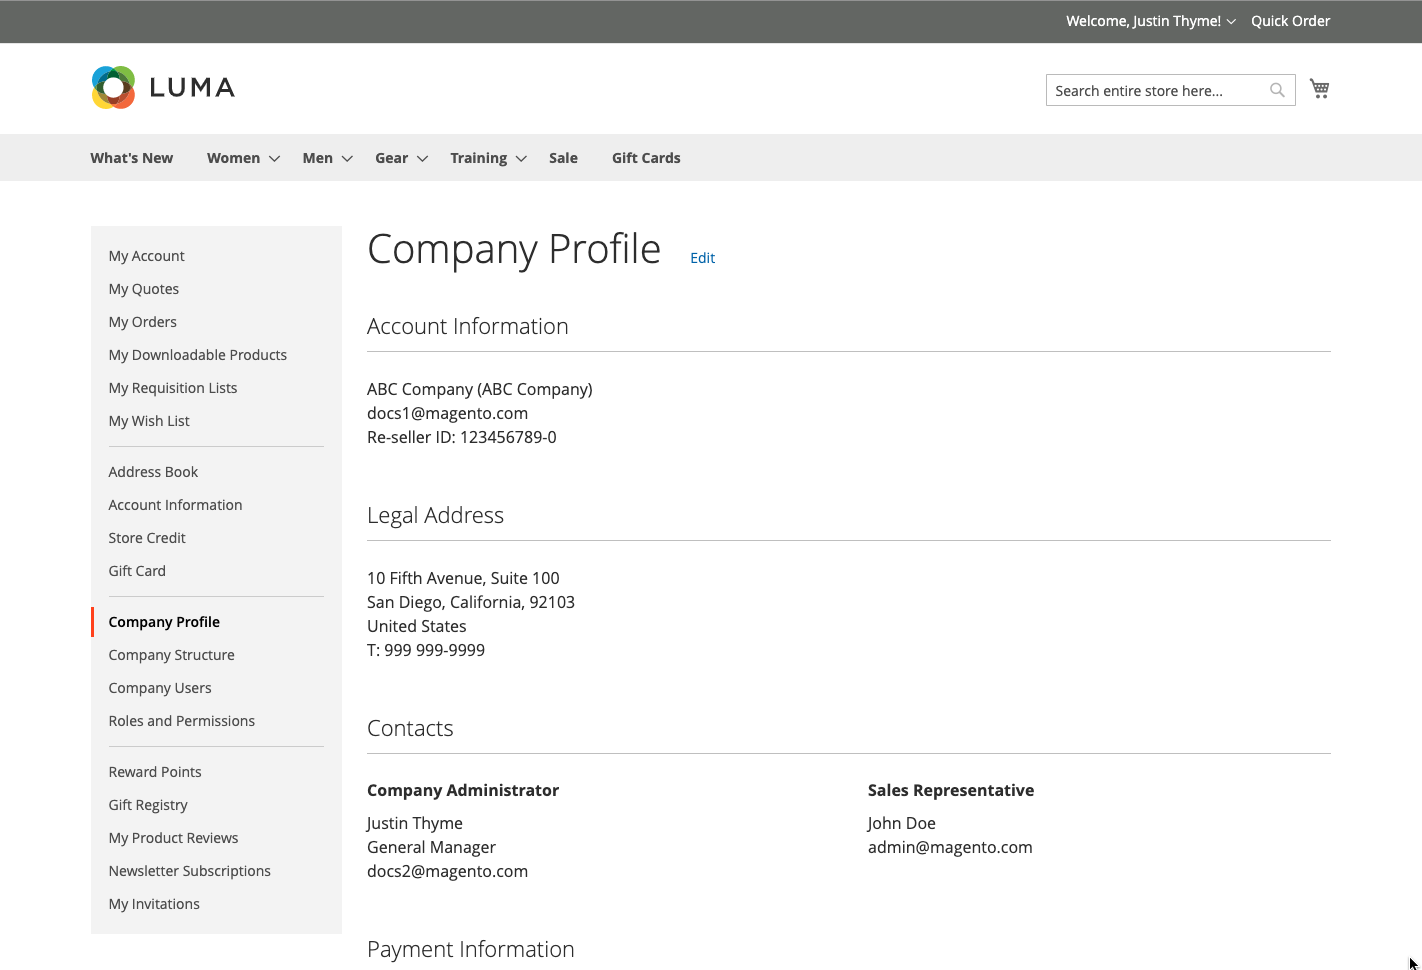 Welcome, Justin Thyme! Quick Order
LUMA
Search entire store here...
What's New Women Men Gear Training Sale Gift Cards
My Account
My Quotes
My Orders
My Downloadable Products
My Requisition Lists
My Wish List
Address Book
Account Information
Store Credit
Gift Card
Company Profile
Company Structure
Company Users
Roles and Permissions
Reward Points
Gift Registry
My Product Reviews
Newsletter Subscriptions
My Invitations
Company Profile Edit
Account Information
ABC Company (ABC Company)
docs1@magento.com
Re-seller ID: 123456789-0
Legal Address
10 Fifth Avenue, Suite 100
San Diego, California, 92103
United States
T: 999 999-9999
Contacts
Company Administrator
Justin Thyme
General Manager
docs2@magento.com
Sales Representative
John Doe
admin@magento.com
Payment Information